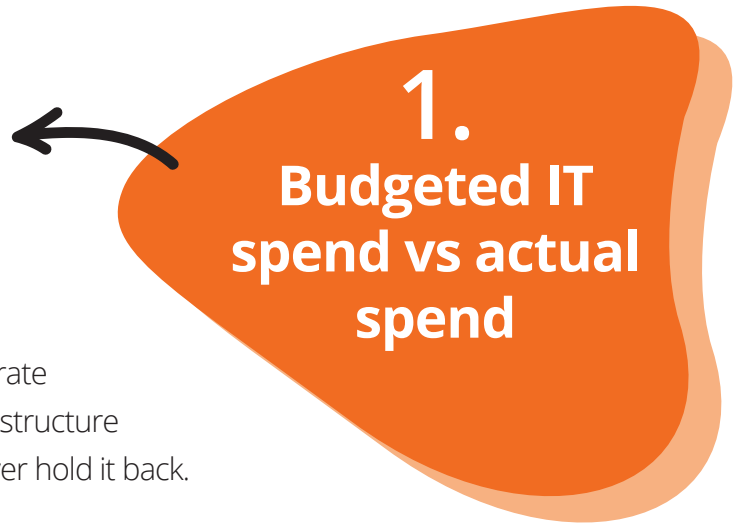 1.
Budgeted IT
spend vs actual
spend
rate
structure
er hold it back.